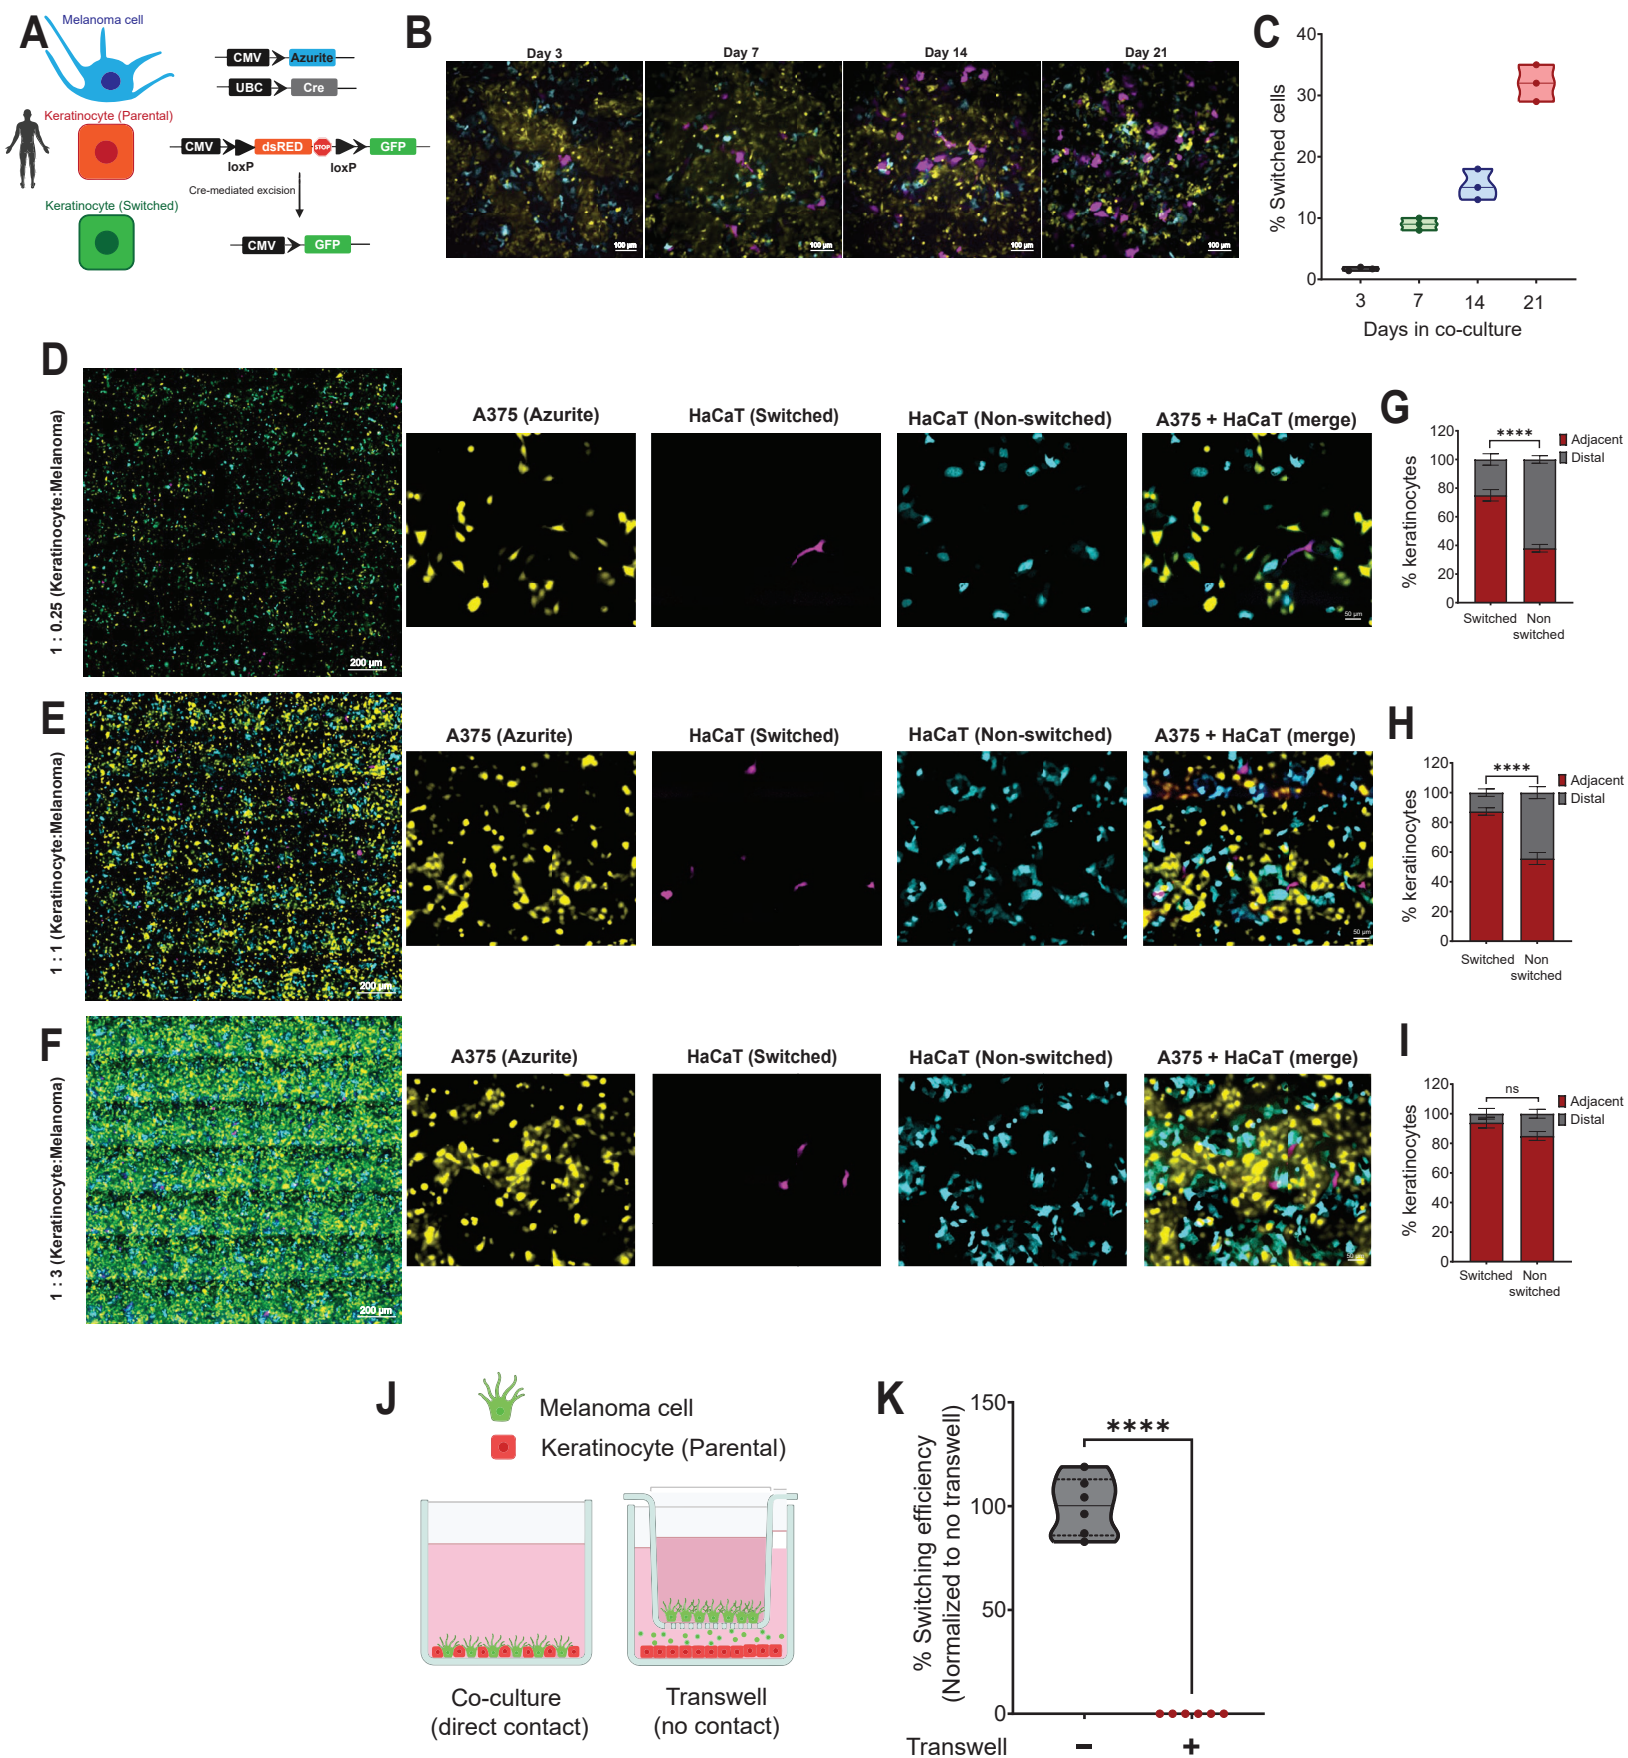 A
Melanoma cell
CMV
Azurite
UBC
Cre
Keratinocyte (Parental)
CMV
dsRED
STOP
GFP
loxP
loxP
Cre-mediated excision
Keratinocyte (Switched)
CMV
GFP
B
Day 3
Day 7
Day 14
Day 21
100 µm
100 µm
100 µm
100 µm
C
% Switched cells
40
30
20
10
0
3
7
14
21
Days in co-culture
D
1 : 0.25 (Keratinocyte:Melanoma)
200 µm
A375 (Azurite)
HaCaT (Switched)
HaCaT (Non-switched)
A375 + HaCaT (merge)
50 µm
G
% keratinocytes
120
100
80
60
40
20
0
****
Adjacent
Distal
Switched
Non
switched
E
1 : 1 (Keratinocyte:Melanoma)
200 µm
A375 (Azurite)
HaCaT (Switched)
HaCaT (Non-switched)
A375 + HaCaT (merge)
50 µm
H
% keratinocytes
120
100
80
60
40
20
0
****
Adjacent
Distal
Switched
Non
switched
F
1 : 3 (Keratinocyte:Melanoma)
200 µm
A375 (Azurite)
HaCaT (Switched)
HaCaT (Non-switched)
A375 + HaCaT (merge)
50 µm
I
% keratinocytes
120
100
80
60
40
20
0
ns
Adjacent
Distal
Switched
Non
switched
J
Melanoma cell
Keratinocyte (Parental)
Co-culture
(direct contact)
Transwell
(no contact)
K
% Switching efficiency
(Normalized to no transwell)
150
100
50
0
****
Transwell
−
+